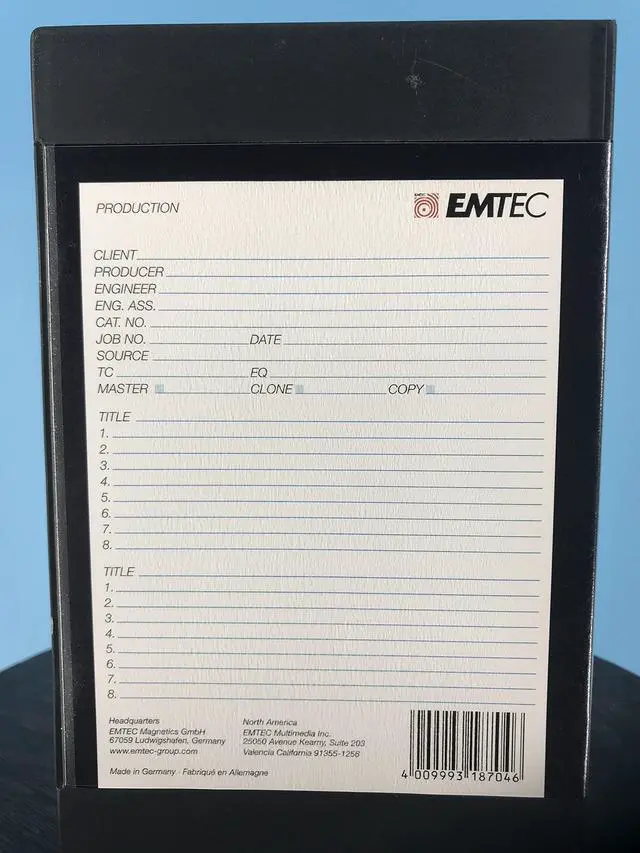 PRODUCTION
EMTEC
CLIENT
PRODUCER
ENGINEER
ENG. ASS.
CAT. NO.
JOB NO. DATE
SOURCE
TC EQ
MASTER CLONE COPY
TITLE
1.
2.
3.
4.
5.
6.
7.
8.
TITLE
1.
2.
3.
4.
5.
6.
7.
8.
Headquarters
EMTEC Magnetics GmbH
67059 Ludwigshafen, Germany
www.emtec-group.com
North America
EMTEC Multimedia Inc.
25050 Avenue Kearny, Suite 203
Valencia California 91355-1256
Made in Germany · Fabriqué en Allemagne
4 009993 187046